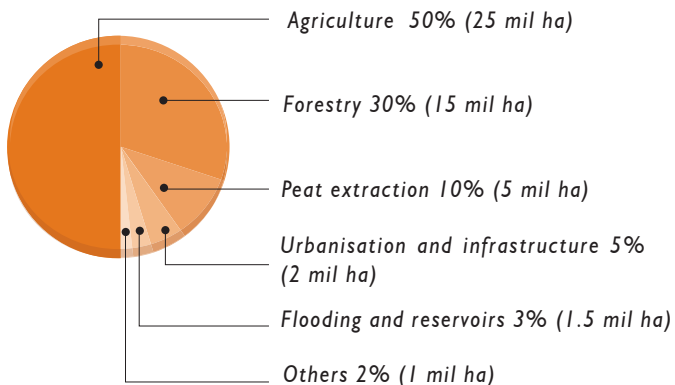 Agriculture 50% (25 mil ha)
Forestry 30% (15 mil ha)
Peat extraction 10% (5 mil ha)
Urbanisation and infrastructure 5%
(2 mil ha)
Flooding and reservoirs 3% (1.5 mil ha)
Others 2% (1 mil ha)